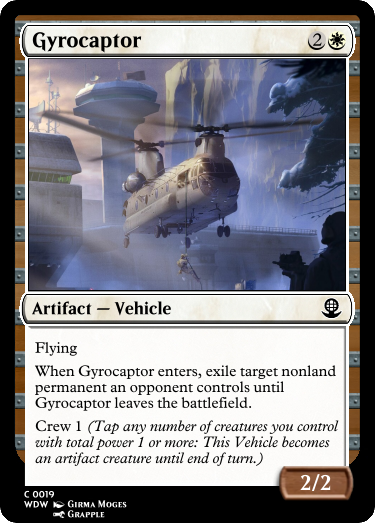 Gyrocaptor 2
Artifact — Vehicle
Flying
When Gyrocaptor enters, exile target nonland
permanent an opponent controls until
Gyrocaptor leaves the battlefield.
Crew 1 (Tap any number of creatures you control
with total power 1 or more: This Vehicle becomes
an artifact creature until end of turn.)
2/2
C 0019
WDW Girma Moges
Grapple